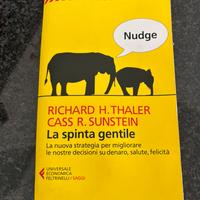 Nudge
RICHARD H. THALER
CASS R. SUNSTEIN
La spinta gentile
La nuova strategia per migliorare
le nostre decisioni su denaro, salute, felicità
UNIVERSALE
ECONOMICA
FELTRINELLI/SAGGI